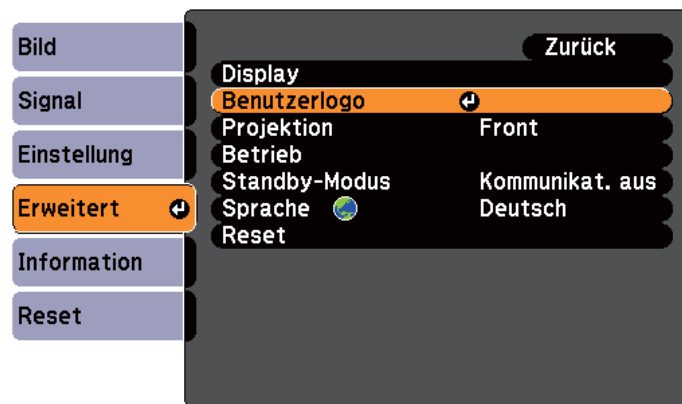 Bild
Signal
Einstellung
Erweitert
Information
Reset
Zurück
Display
Benutzerlogo
Projektion Front
Betrieb
Standby-Modus Kommunikat. aus
Sprache Deutsch
Reset